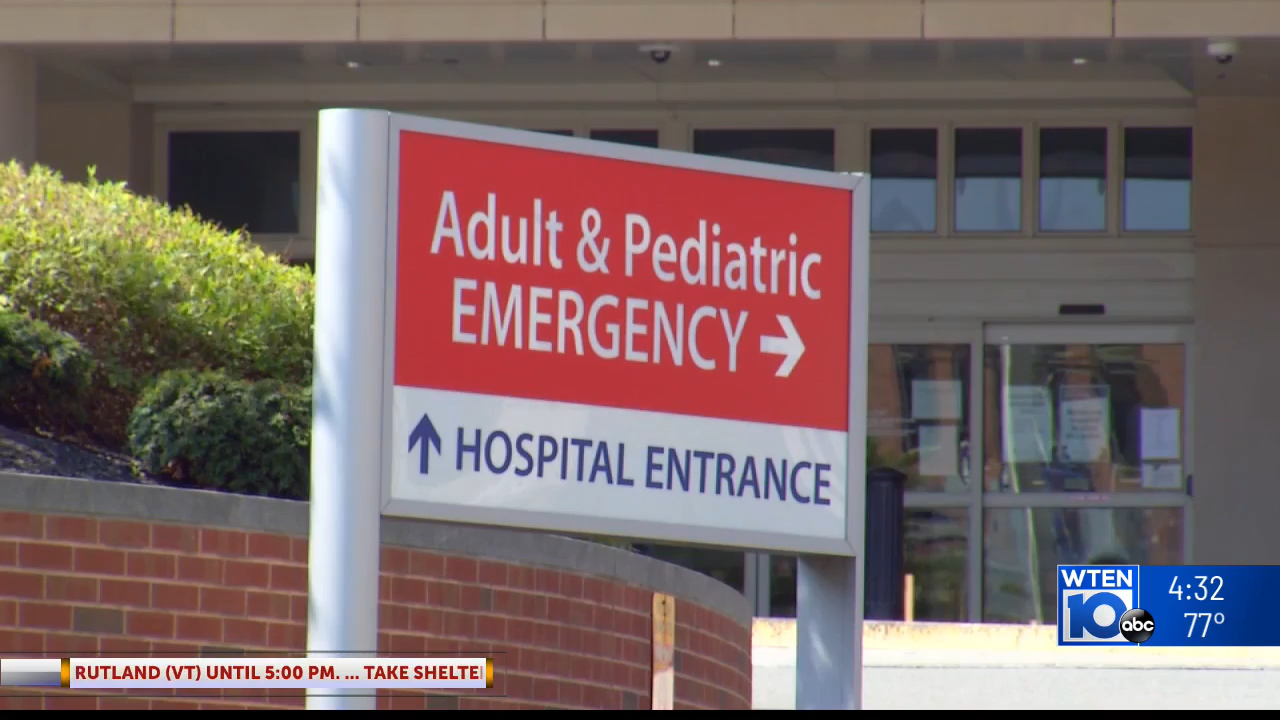 Adult & Pediatric
EMERGENCY →
↑ HOSPITAL ENTRANCE
WTEN
10
abc
4:32
77°
RUTLAND (VT) UNTIL 5:00 PM. ... TAKE SHELTE